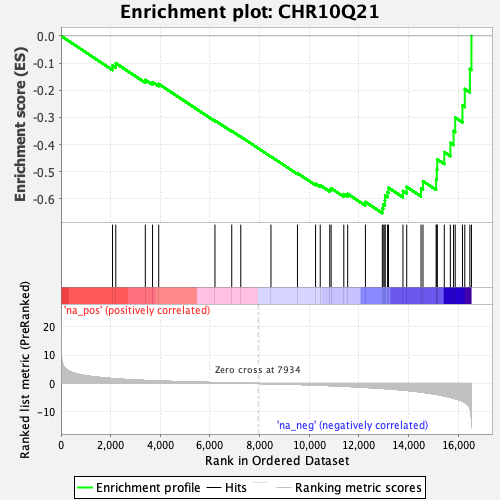 Enrichment plot: CHR10Q21
Enrichment score (ES)
0.0
-0.1
-0.2
-0.3
-0.4
-0.5
-0.6
'na_pos' (positively correlated)
Ranked list metric (PreRanked)
20
10
0
-10
Zero cross at 7934
'na_neg' (negatively correlated)
0
2,000
4,000
6,000
8,000
10,000
12,000
14,000
16,000
Rank in Ordered Dataset
Enrichment profile
Hits
Ranking metric scores